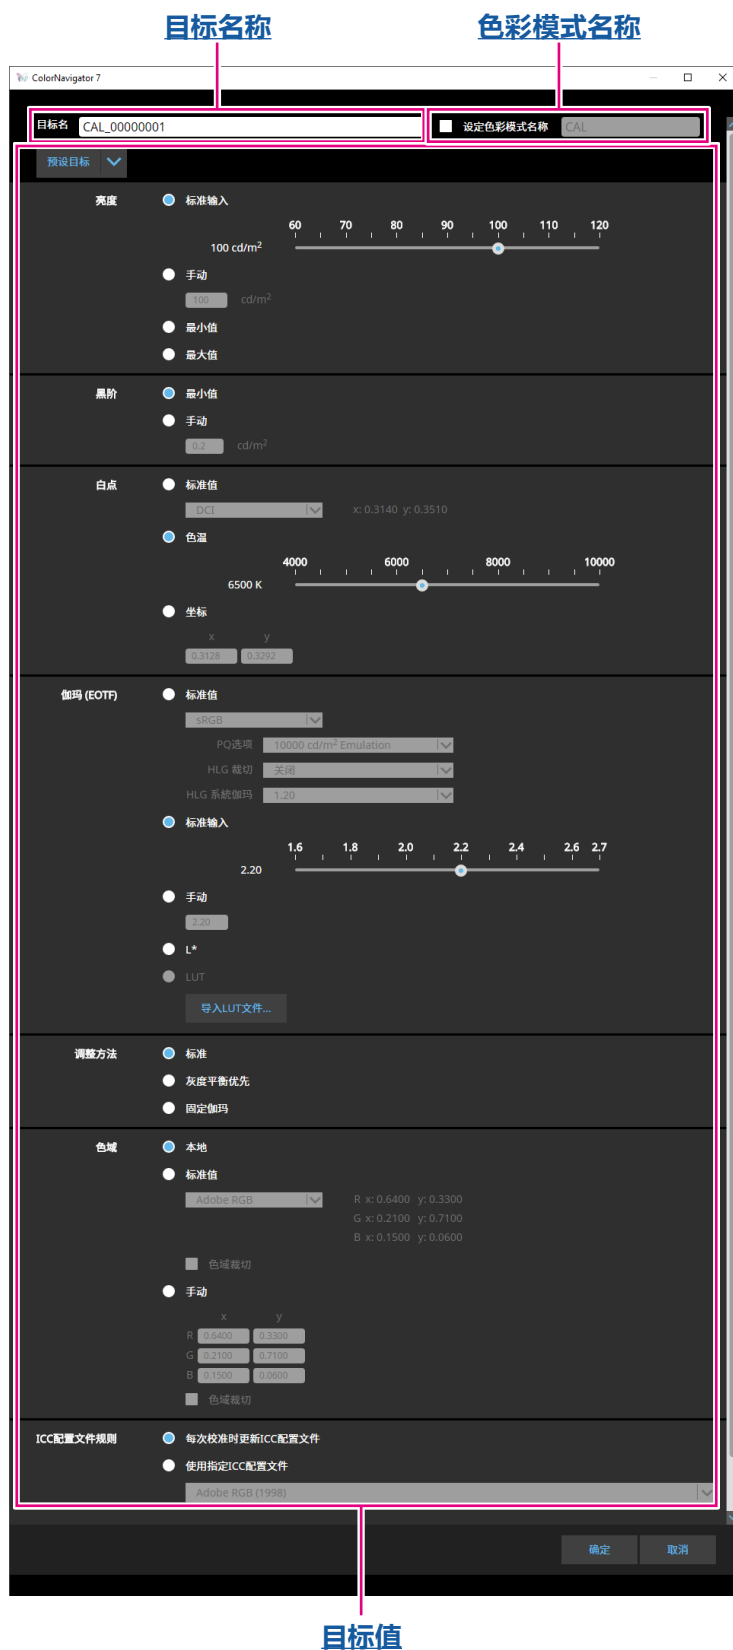 目标名称 色彩模式名称
ColorNavigator 7
目标名 CAL_00000001 设定色彩模式名称 CAL
预设目标
亮度 标准输入
60 70 80 90 100 110 120
100 cd/m²
手动
100 cd/m²
最小值
最大值
黑阶 最小值
手动
0.2 cd/m²
白点 标准值
DCI x: 0.3140 y: 0.3510
色温
4000 6000 8000 10000
6500 K
坐标
x y
0.3128 0.3292
伽玛 (EOTF) 标准值
sRGB
PQ选项 10000 cd/m² Emulation
HLG 裁切 关闭
HLG 系統伽玛 1.20
标准输入
1.6 1.8 2.0 2.2 2.4 2.6 2.7
2.20
手动
2.20
L*
LUT
导入LUT文件...
调整方法 标准
灰度平衡优先
固定伽玛
色域 本地
标准值
Adobe RGB R x: 0.6400 y: 0.3300
G x: 0.2100 y: 0.7100
B x: 0.1500 y: 0.0600
色域裁切
手动
x y
R 0.6400 0.3300
G 0.2100 0.7100
B 0.1500 0.0600
色域裁切
ICC配置文件规则 每次校准时更新ICC配置文件
使用指定ICC配置文件
Adobe RGB (1998)
确定 取消
目标值